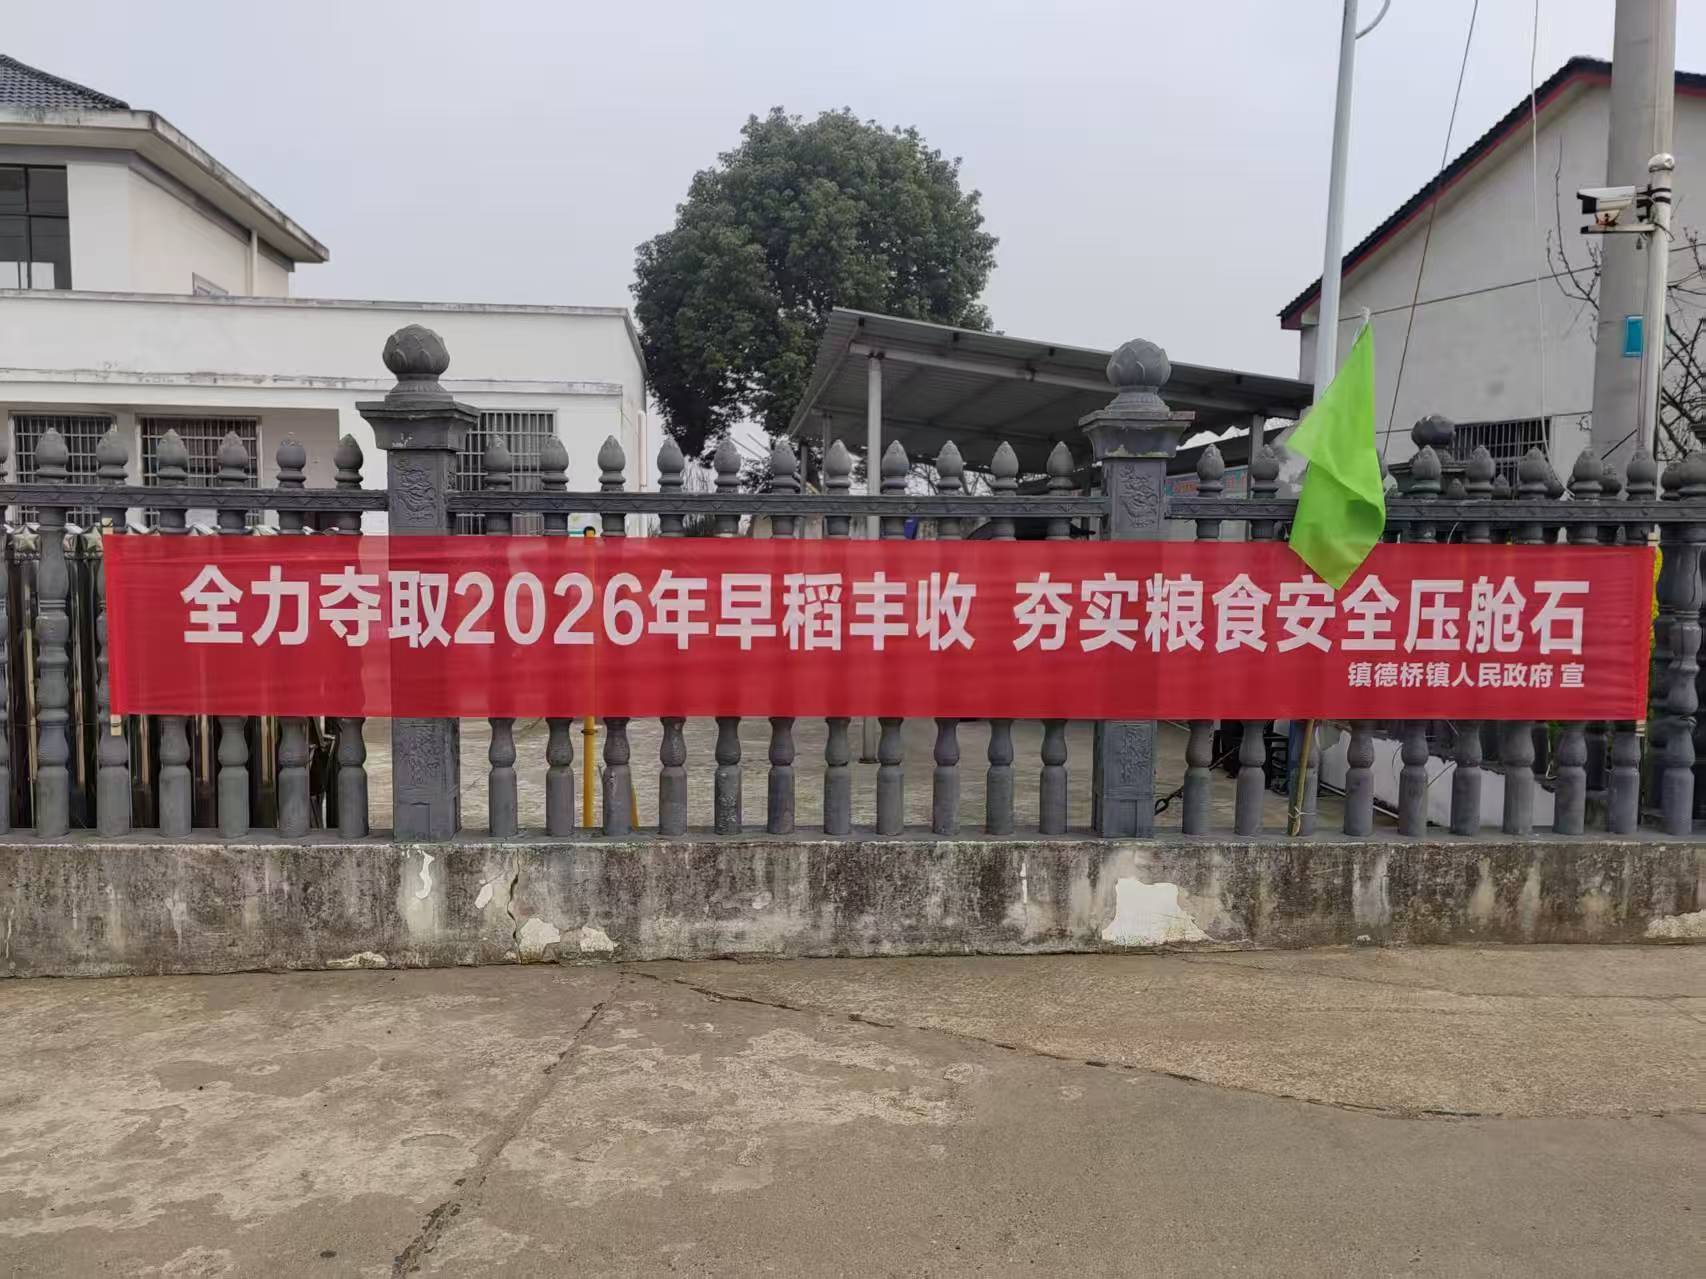 全力夺取2026年早稻丰收 夯实粮食安全压舱石
镇德桥镇人民政府 宣